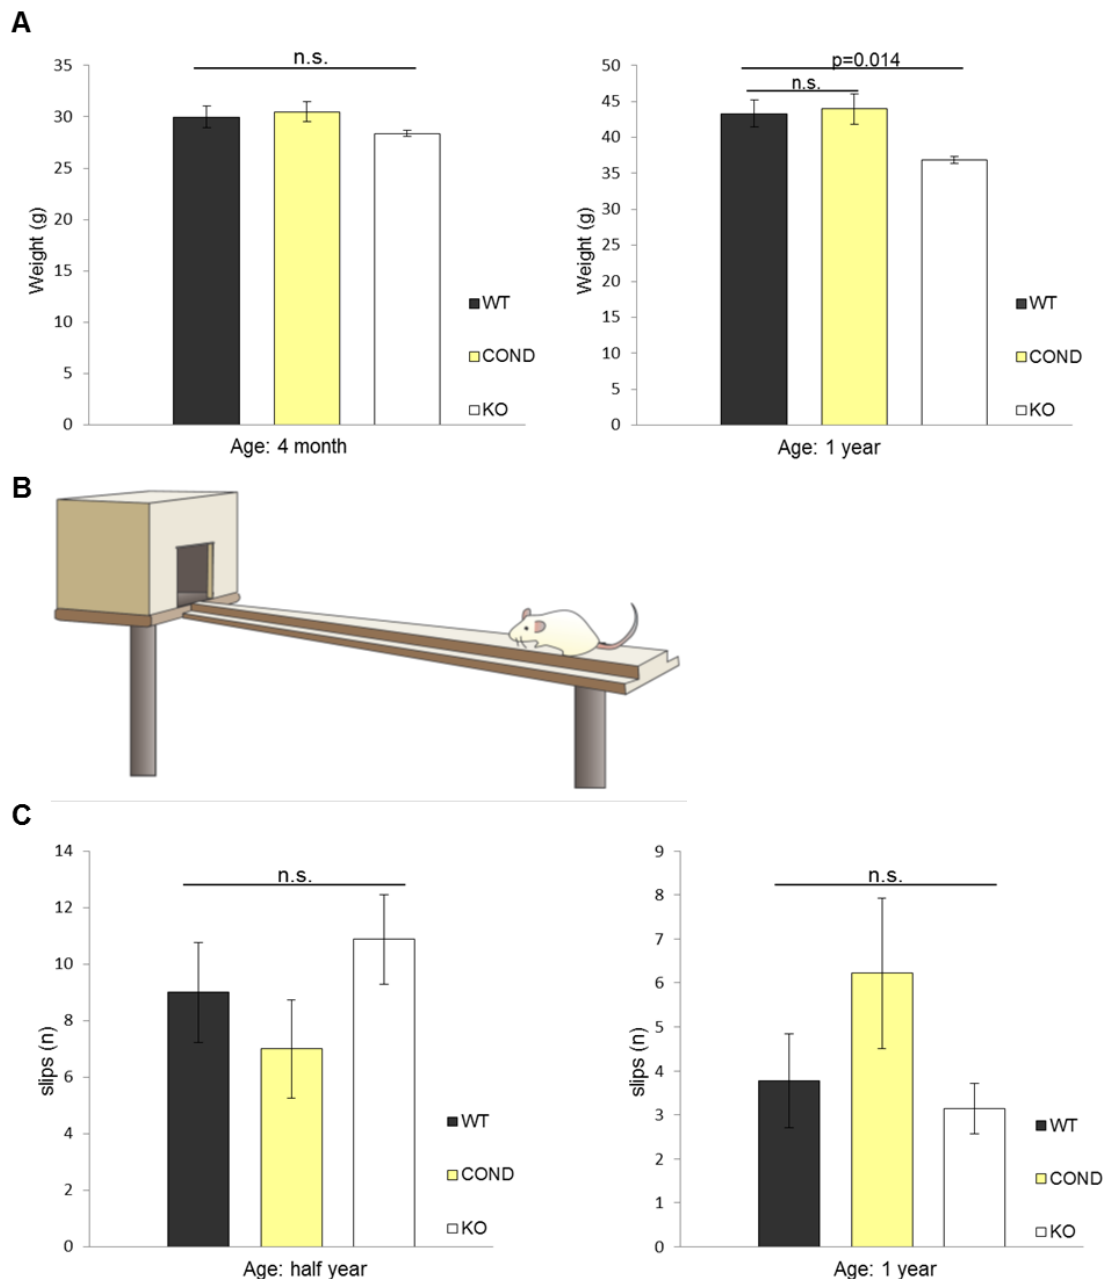 A
n.s.
35
30
25
20
15
10
5
0
Weight (g)
WT
COND
KO
Age: 4 month
p=0.014
n.s.
50
45
40
35
30
25
20
15
10
5
0
Weight (g)
WT
COND
KO
Age: 1 year
B
C
n.s.
14
12
10
8
6
4
2
0
slips (n)
WT
COND
KO
Age: half year
n.s.
9
8
7
6
5
4
3
2
1
0
slips (n)
WT
COND
KO
Age: 1 year